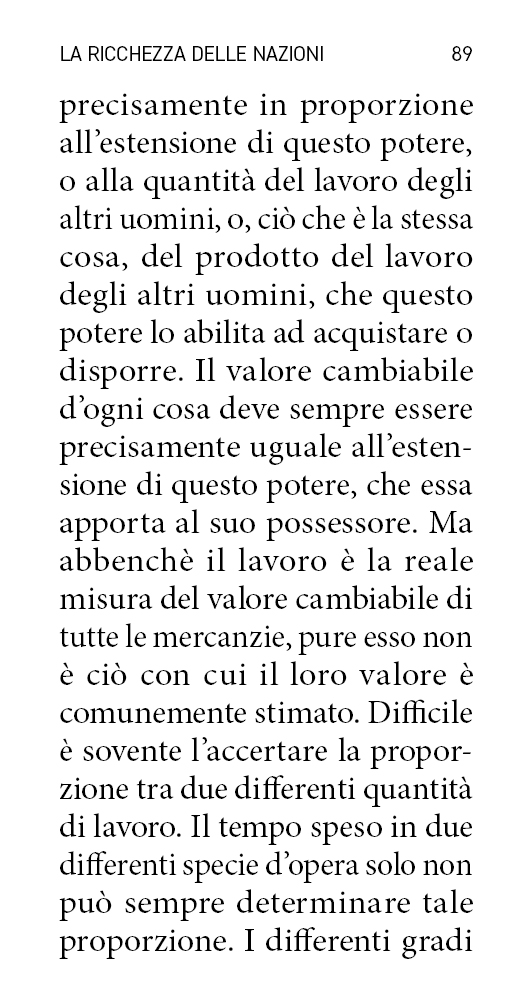 LA RICCHEZZA DELLE NAZIONI 89
precisamente in proporzione
all’estensione di questo potere,
o alla quantità del lavoro degli
altri uomini, o, ciò che è la stessa
cosa, del prodotto del lavoro
degli altri uomini, che questo
potere lo abilita ad acquistare o
disporre. Il valore cambiabile
d’ogni cosa deve sempre essere
precisamente uguale all’esten-
sione di questo potere, che essa
apporta al suo possessore. Ma
abbenchè il lavoro è la reale
misura del valore cambiabile di
tutte le mercanzie, pure esso non
è ciò con cui il loro valore è
comunemente stimato. Difficile
è sovente l’accertare la propor-
zione tra due differenti quantità
di lavoro. Il tempo speso in due
differenti specie d’opera solo non
può sempre determinare tale
proporzione. I differenti gradi